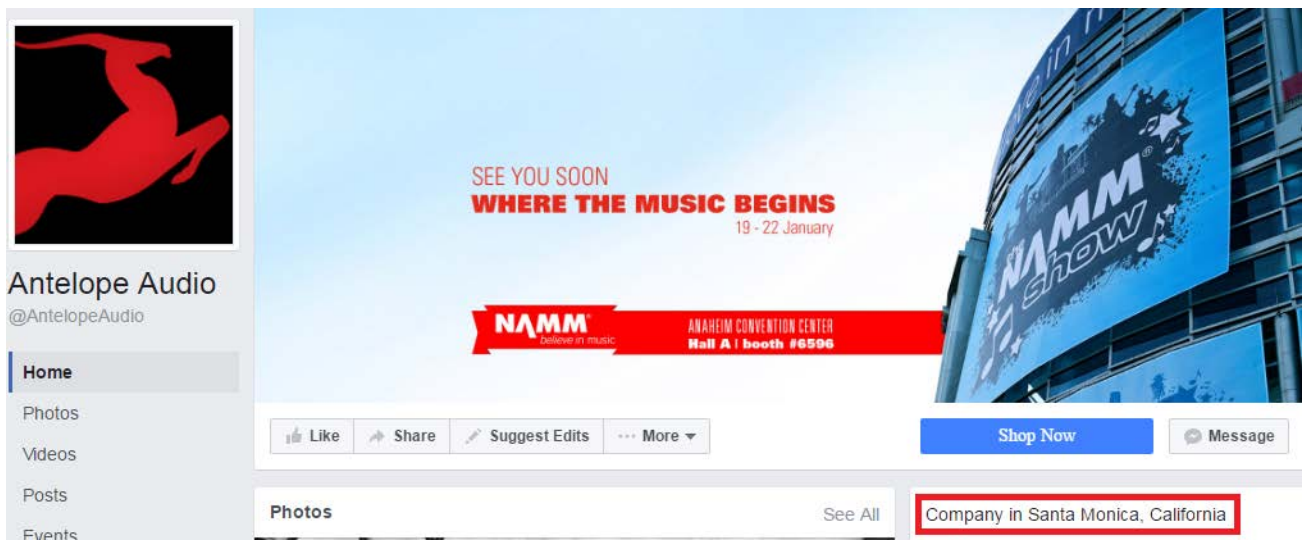 Antelope Audio
@AntelopeAudio
Home
Photos
Videos
Posts
Events
SEE YOU SOON
WHERE THE MUSIC BEGINS
19 - 22 January
NAMM®
believe in music
ANAHEIM CONVENTION CENTER
Hall A | booth #6596
NAMM®
Show
Like
Share
Suggest Edits
··· More
Shop Now
Message
Photos
See All
Company in Santa Monica, California